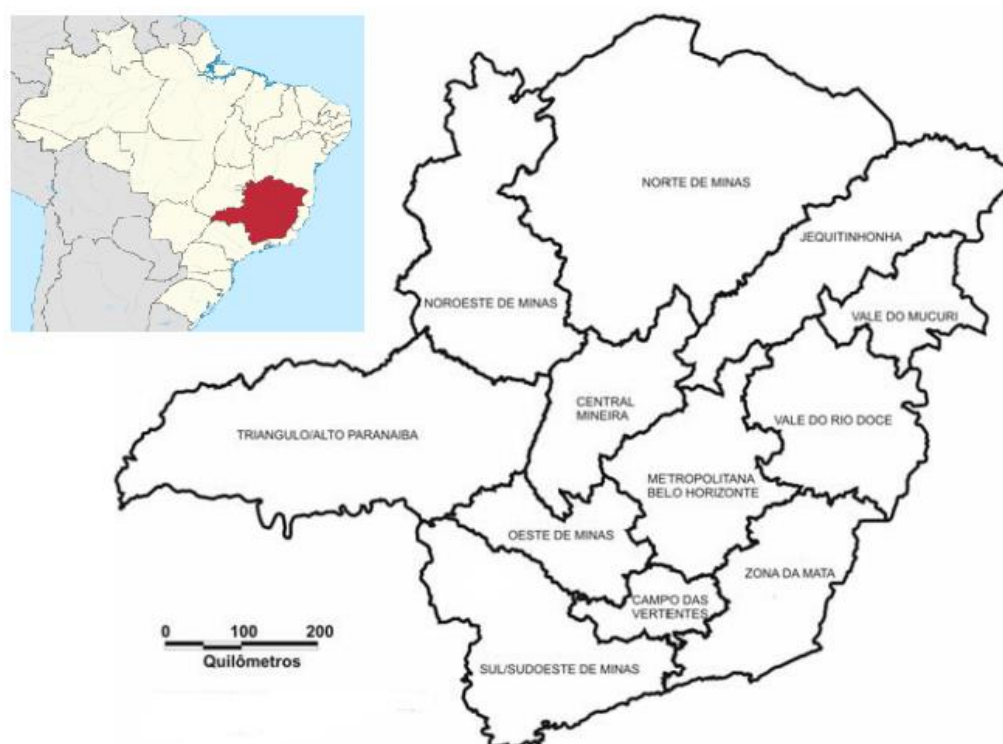 NORTE DE MINAS
JEQUITINHONHA
NOROESTE DE MINAS
VALE DO MUCURI
CENTRAL
MINEIRA
TRIANGULO/ALTO PARANAIBA
VALE DO RIO DOCE
METROPOLITANA
BELO HORIZONTE
OESTE DE MINAS
ZONA DA MATA
CAMPO DAS
VERTENTES
0 100 200
Quilômetros
SUL/SUDOESTE DE MINAS